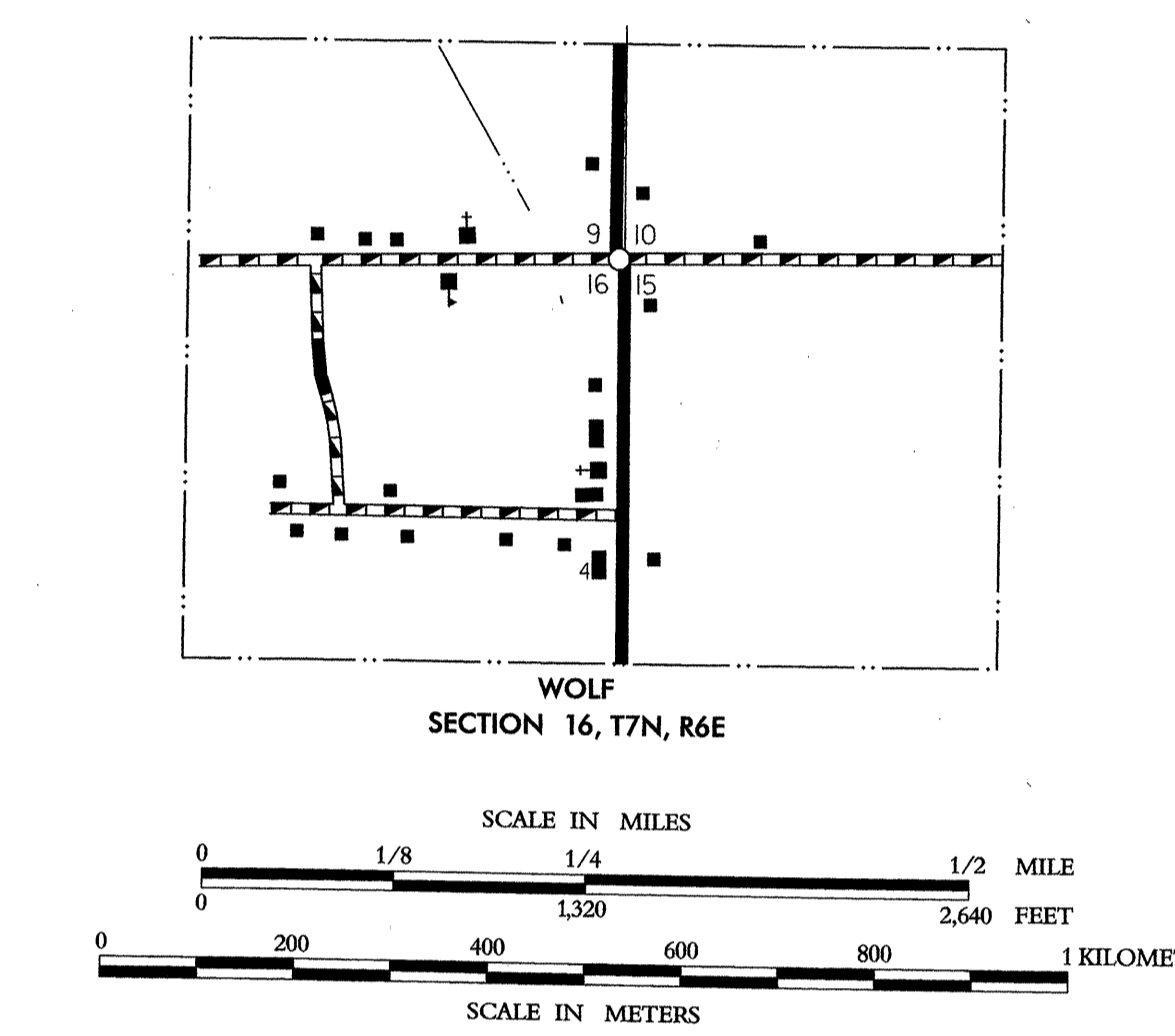 9 10
16 15
4
WOLF
SECTION 16, T7N, R6E
SCALE IN MILES
0 1/8 1/4 1/2 MILE
0 1,320 2,640 FEET
0 200 400 600 800 1 KILOMET
SCALE IN METERS